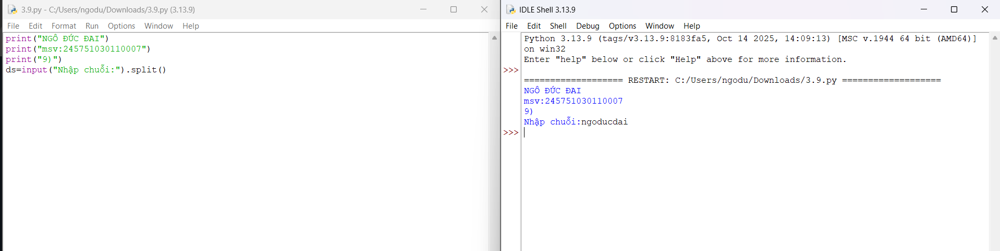 3.9.py - C:/Users/ngodu/Downloads/3.9.py (3.13.9)
File Edit Format Run Options Window Help
print("NGÔ ĐỨC ĐAI")
print("msv:245751030110007")
print("9)")
ds=input("Nhập chuỗi:").split()
IDLE Shell 3.13.9
File Edit Shell Debug Options Window Help
Python 3.13.9 (tags/v3.13.9:8183fa5, Oct 14 2025, 14:09:13) [MSC v.1944 64 bit (AMD64)]
on win32
Enter "help" below or click "Help" above for more information.
>>>
=================== RESTART: C:/Users/ngodu/Downloads/3.9.py ===================
NGÔ ĐỨC ĐAI
msv:245751030110007
9)
Nhập chuỗi:ngoducdai
>>>